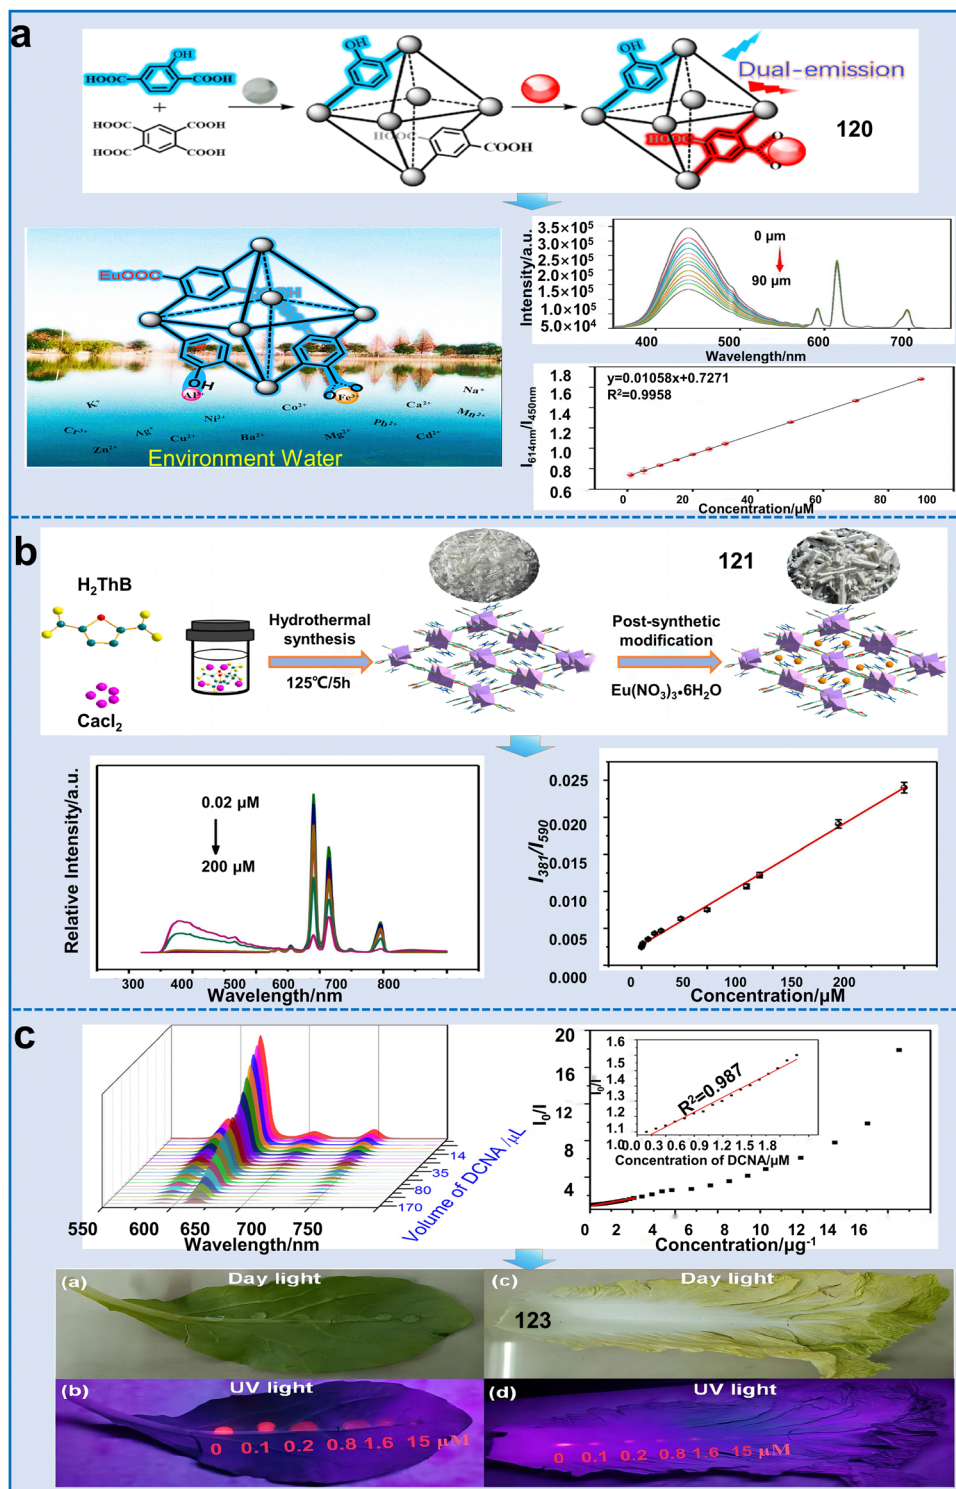 a
OH
HOOC
COOH
+
HOOC
COOH
HOOC
COOH
OH
HOOC
COOH
OH
Dual-emission
HOOC
O
O
120
EuOOC
OH
Al³⁺
O
O
Fe³⁺
K⁺
Na⁺
Cr³⁺
Ag⁺
Ni²⁺
Co²⁺
Ca²⁺
Mn²⁺
Zn²⁺
Cu²⁺
Ba²⁺
Mg²⁺
Pb²⁺
Cd²⁺
Environment Water
Intensity/a.u.
3.5×10⁵
3.0×10⁵
2.5×10⁵
2.0×10⁵
1.5×10⁵
1.0×10⁵
5.0×10⁴
0 μm
90 μm
400 500 600 700
Wavelength/nm
I614nm/I450nm
1.8
1.6
1.4
1.2
1.0
0.8
0.6
y=0.01058x+0.7271
R²=0.9958
0 20 40 60 80 100
Concentration/μM
b
H₂ThB
Cacl₂
Hydrothermal
synthesis
125℃/5h
121
Post-synthetic
modification
Eu(NO₃)₃•6H₂O
Relative Intensity/a.u.
0.02 μM
200 μM
300 400 500 600 700 800
Wavelength/nm
I₃₈₁/I₅₉₀
0.025
0.020
0.015
0.010
0.005
0.000
0 50 100 150 200
Concentration/μM
c
14
35
80
170
Volume of DCNA /μL
550 600 650 700 750
Wavelength/nm
I₀/I
20
18
16
12
10
8
6
4
I₀/I
1.6
1.5
1.4
1.3
1.2
1.1
1.0
R²=0.987
0.0 0.3 0.6 0.9 1.2 1.5 1.8
Concentration of DCNA/μM
0 2 4 6 8 10 12 14 16
Concentration/μg⁻¹
(a)
Day light
(c)
Day light
123
(b)
UV light
0 0.1 0.2 0.8 1.6 15 μM
(d)
UV light
0 0.1 0.2 0.8 1.6 15 μM